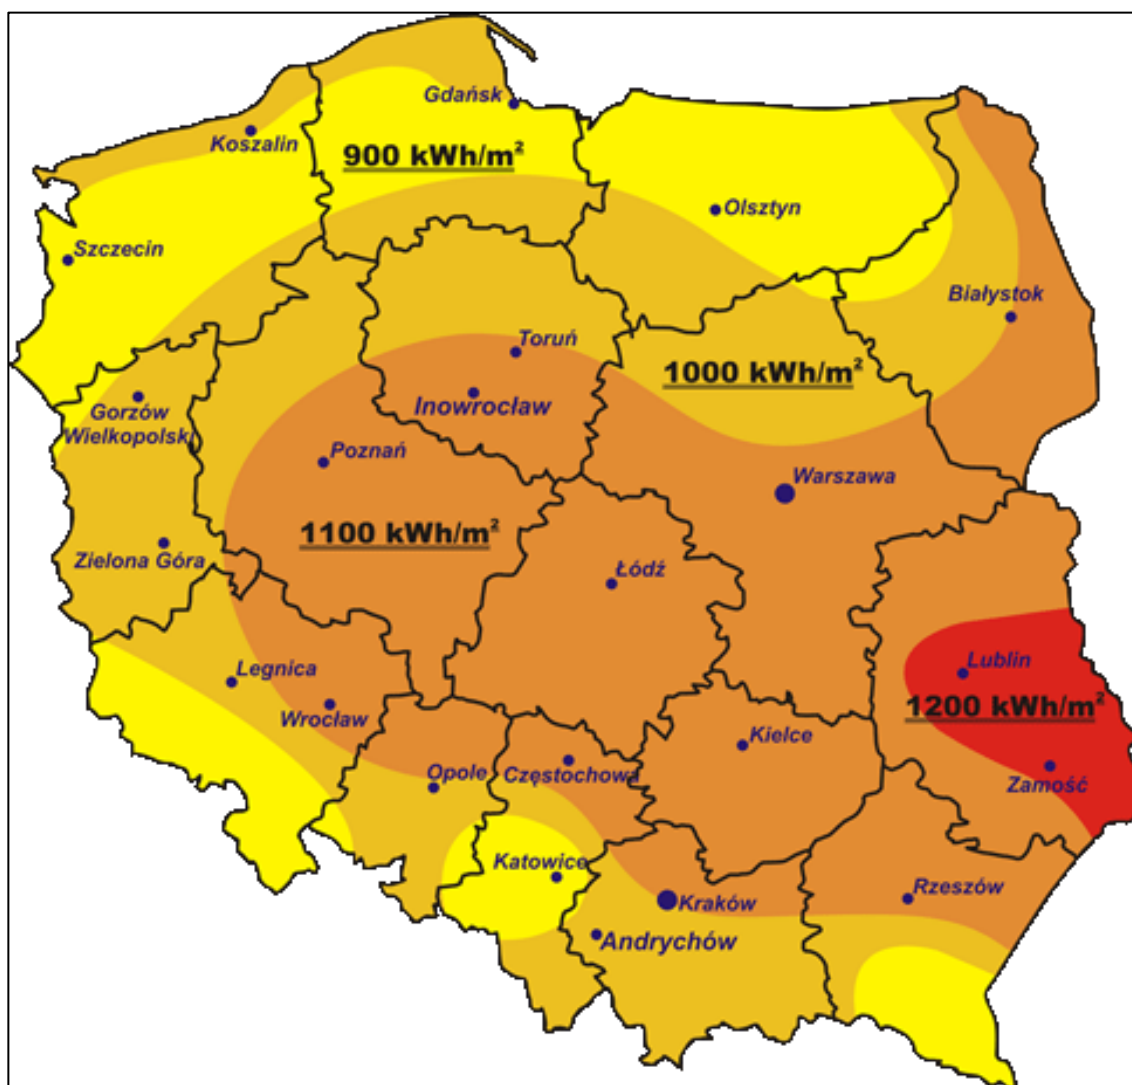 Gdańsk
Koszalin
900 kWh/m²
Olsztyn
Szczecin
Białystok
Toruń
1000 kWh/m²
Inowrocław
Gorzów
Wielkopolski
Poznań
Warszawa
1100 kWh/m²
Zielona Góra
Łódź
Legnica
Lublin
Wrocław
1200 kWh/m²
Kielce
Opole
Częstochowa
Zamość
Katowice
Rzeszów
Kraków
Andrychów